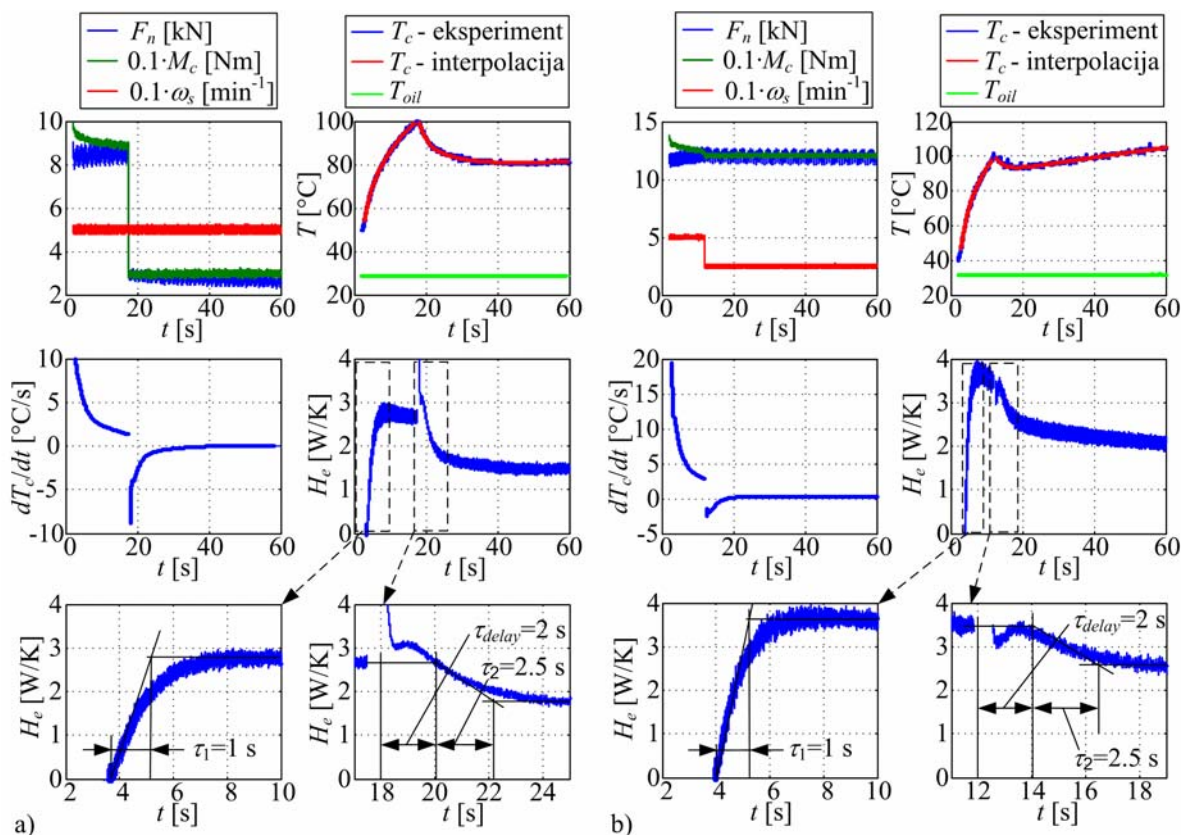 F_n [kN]
0.1·M_c [Nm]
0.1·ω_s [min⁻¹]
T_c - eksperiment
T_c - interpolacija
T_oil
10
8
6
4
2
0 20 40 60
t [s]
T [°C]
100
80
60
40
20
0 20 40 60
t [s]
dT_c/dt [°C/s]
10
5
0
-5
-10
0 20 40 60
t [s]
H_e [W/K]
4
3
2
1
0
0 20 40 60
t [s]
H_e [W/K]
4
3
2
1
0
τ_1=1 s
2 4 6 8 10
t [s]
H_e [W/K]
4
3
2
1
0
τ_delay=2 s
τ_2=2.5 s
18 20 22 24
t [s]
a)
F_n [kN]
0.1·M_c [Nm]
0.1·ω_s [min⁻¹]
T_c - eksperiment
T_c - interpolacija
T_oil
15
10
5
0
0 20 40 60
t [s]
T [°C]
120
100
80
60
40
20
0 20 40 60
t [s]
dT_c/dt [°C/s]
20
15
10
5
0
-5
0 20 40 60
t [s]
H_e [W/K]
4
3
2
1
0
0 20 40 60
t [s]
H_e [W/K]
4
3
2
1
0
τ_1=1 s
2 4 6 8 10
t [s]
H_e [W/K]
4
3
2
1
0
τ_delay=2 s
τ_2=2.5 s
12 14 16 18
t [s]
b)